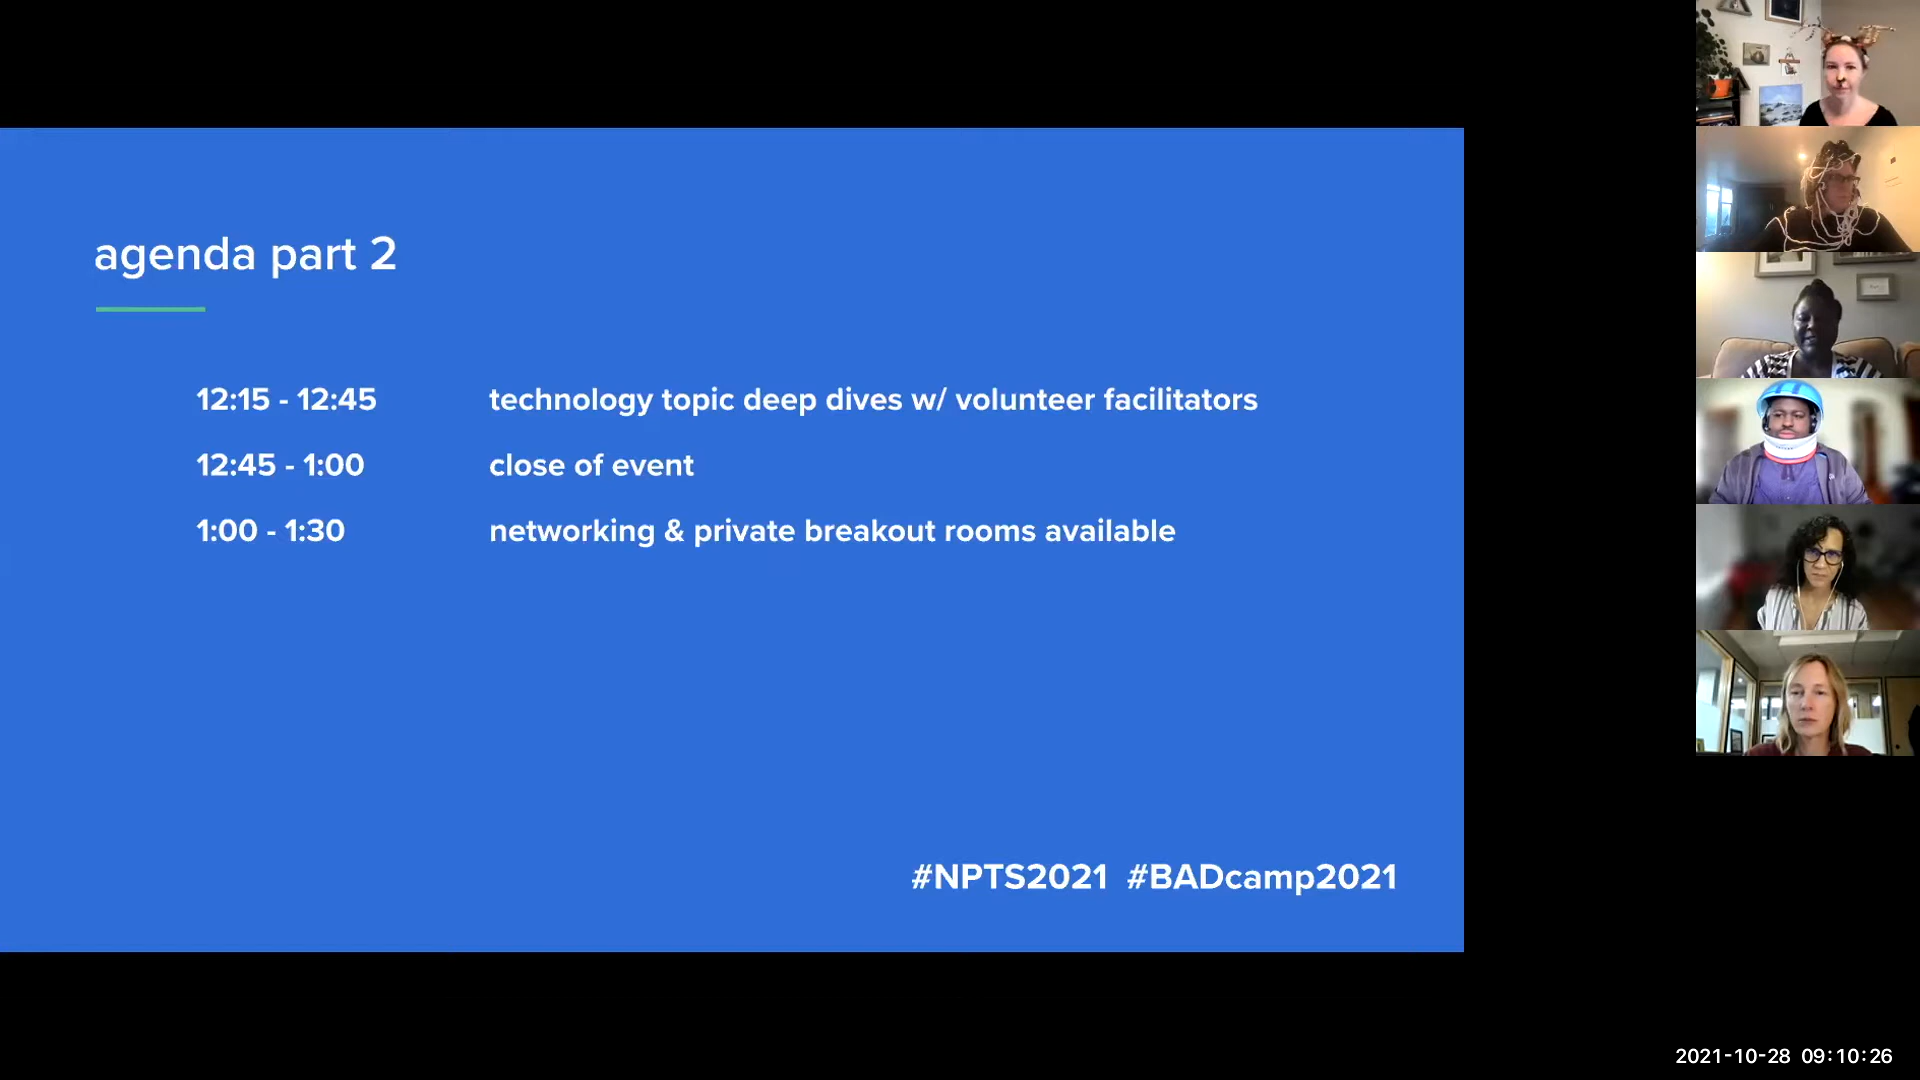 agenda part 2
12:15 - 12:45 technology topic deep dives w/ volunteer facilitators
12:45 - 1:00 close of event
1:00 - 1:30 networking & private breakout rooms available
#NPTS2021 #BADcamp2021
2021-10-28 09:10:26